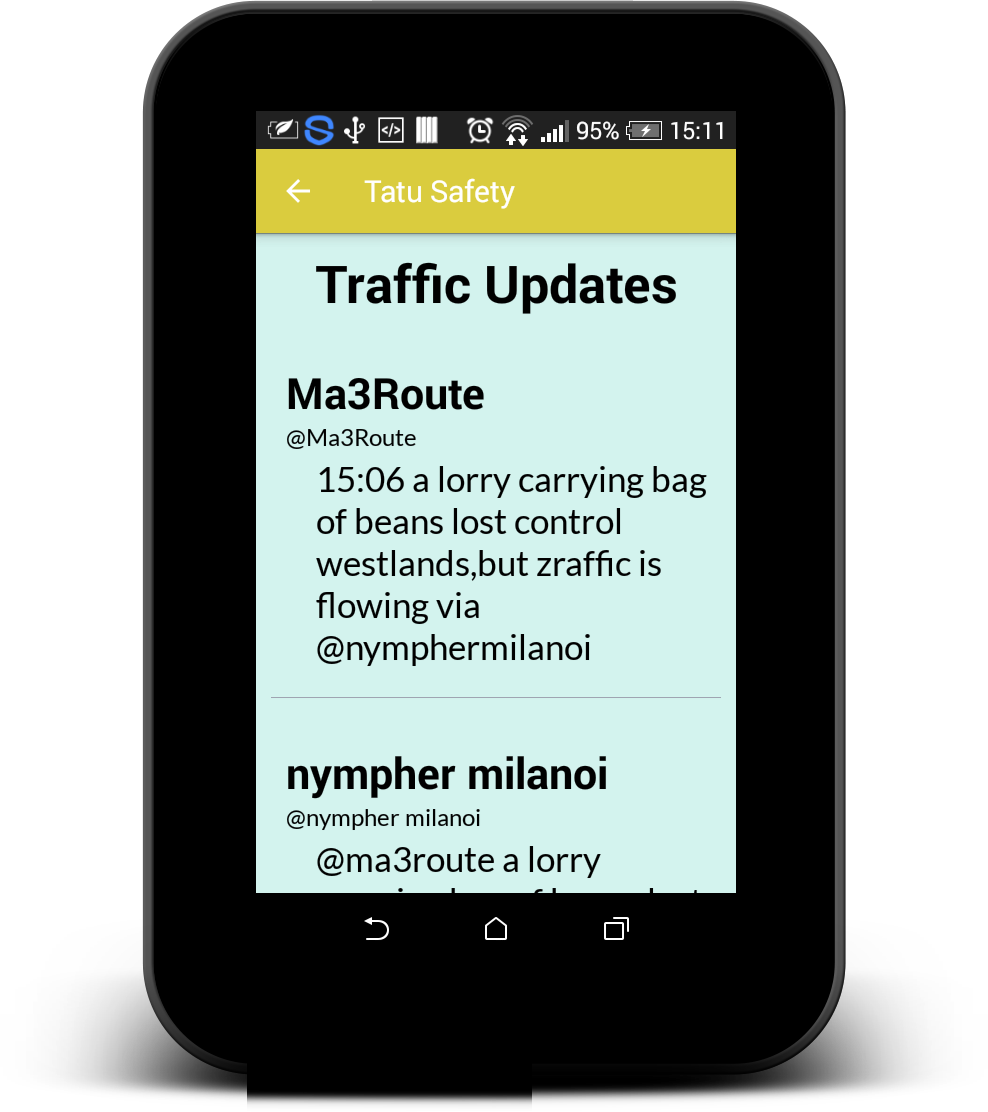 95% 15:11
Tatu Safety
Traffic Updates
Ma3Route
@Ma3Route
15:06 a lorry carrying bag
of beans lost control
westlands,but zraffic is
flowing via
@nymphermilanoi
nympher milanoi
@nympher milanoi
@ma3route a lorry